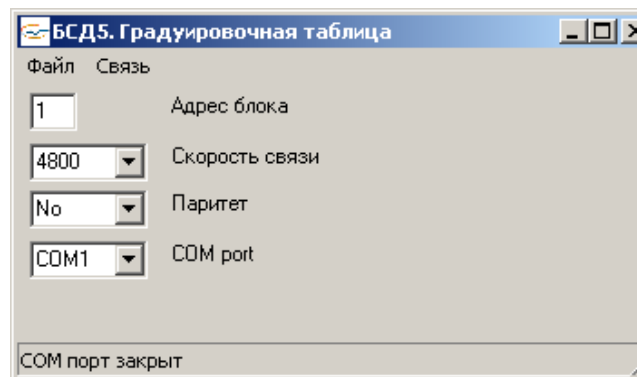 БСД5. Градуировочная таблица
Файл Связь
1 Адрес блока
4800 Скорость связи
No Паритет
COM1 COM port
COM порт закрыт